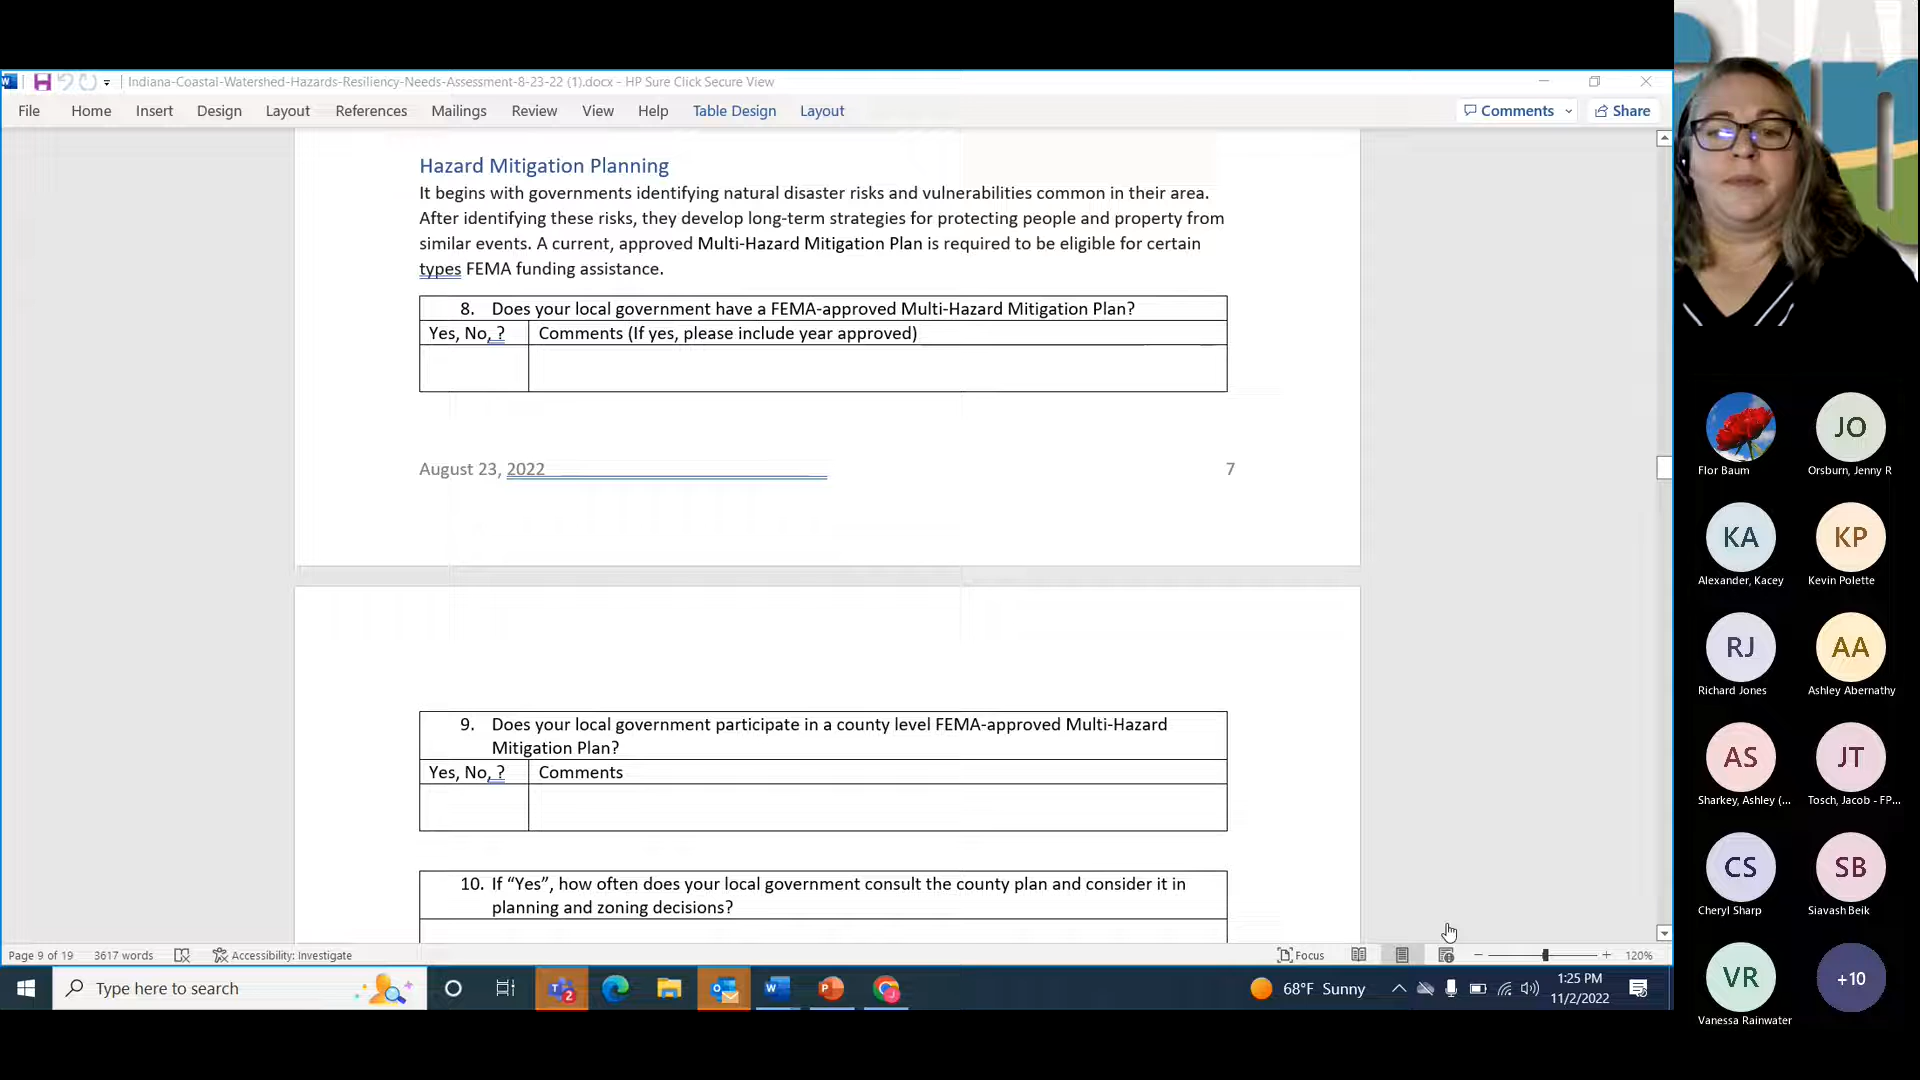 Indiana-Coastal-Watershed-Hazards-Resiliency-Needs-Assessment-8-23-22 (1).docx - HP Sure Click Secure View
File Home Insert Design Layout References Mailings Review View Help Table Design Layout Comments Share
Hazard Mitigation Planning
It begins with governments identifying natural disaster risks and vulnerabilities common in their area.
After identifying these risks, they develop long-term strategies for protecting people and property from
similar events. A current, approved Multi-Hazard Mitigation Plan is required to be eligible for certain
types FEMA funding assistance.
8. Does your local government have a FEMA-approved Multi-Hazard Mitigation Plan?
Yes, No, ? Comments (If yes, please include year approved)
August 23, 2022 7
9. Does your local government participate in a county level FEMA-approved Multi-Hazard
Mitigation Plan?
Yes, No, ? Comments
10. If “Yes”, how often does your local government consult the county plan and consider it in
planning and zoning decisions?
Page 9 of 19 3617 words Accessibility: Investigate Focus 120%
Type here to search 2 68°F Sunny 1:25 PM
11/2/2022
JO
Flor Baum Orsburn, Jenny R
KA KP
Alexander, Kacey Kevin Polette
RJ AA
Richard Jones Ashley Abernathy
AS JT
Sharkey, Ashley (... Tosch, Jacob - FP...
CS SB
Cheryl Sharp Siavash Beik
VR +10
Vanessa Rainwater